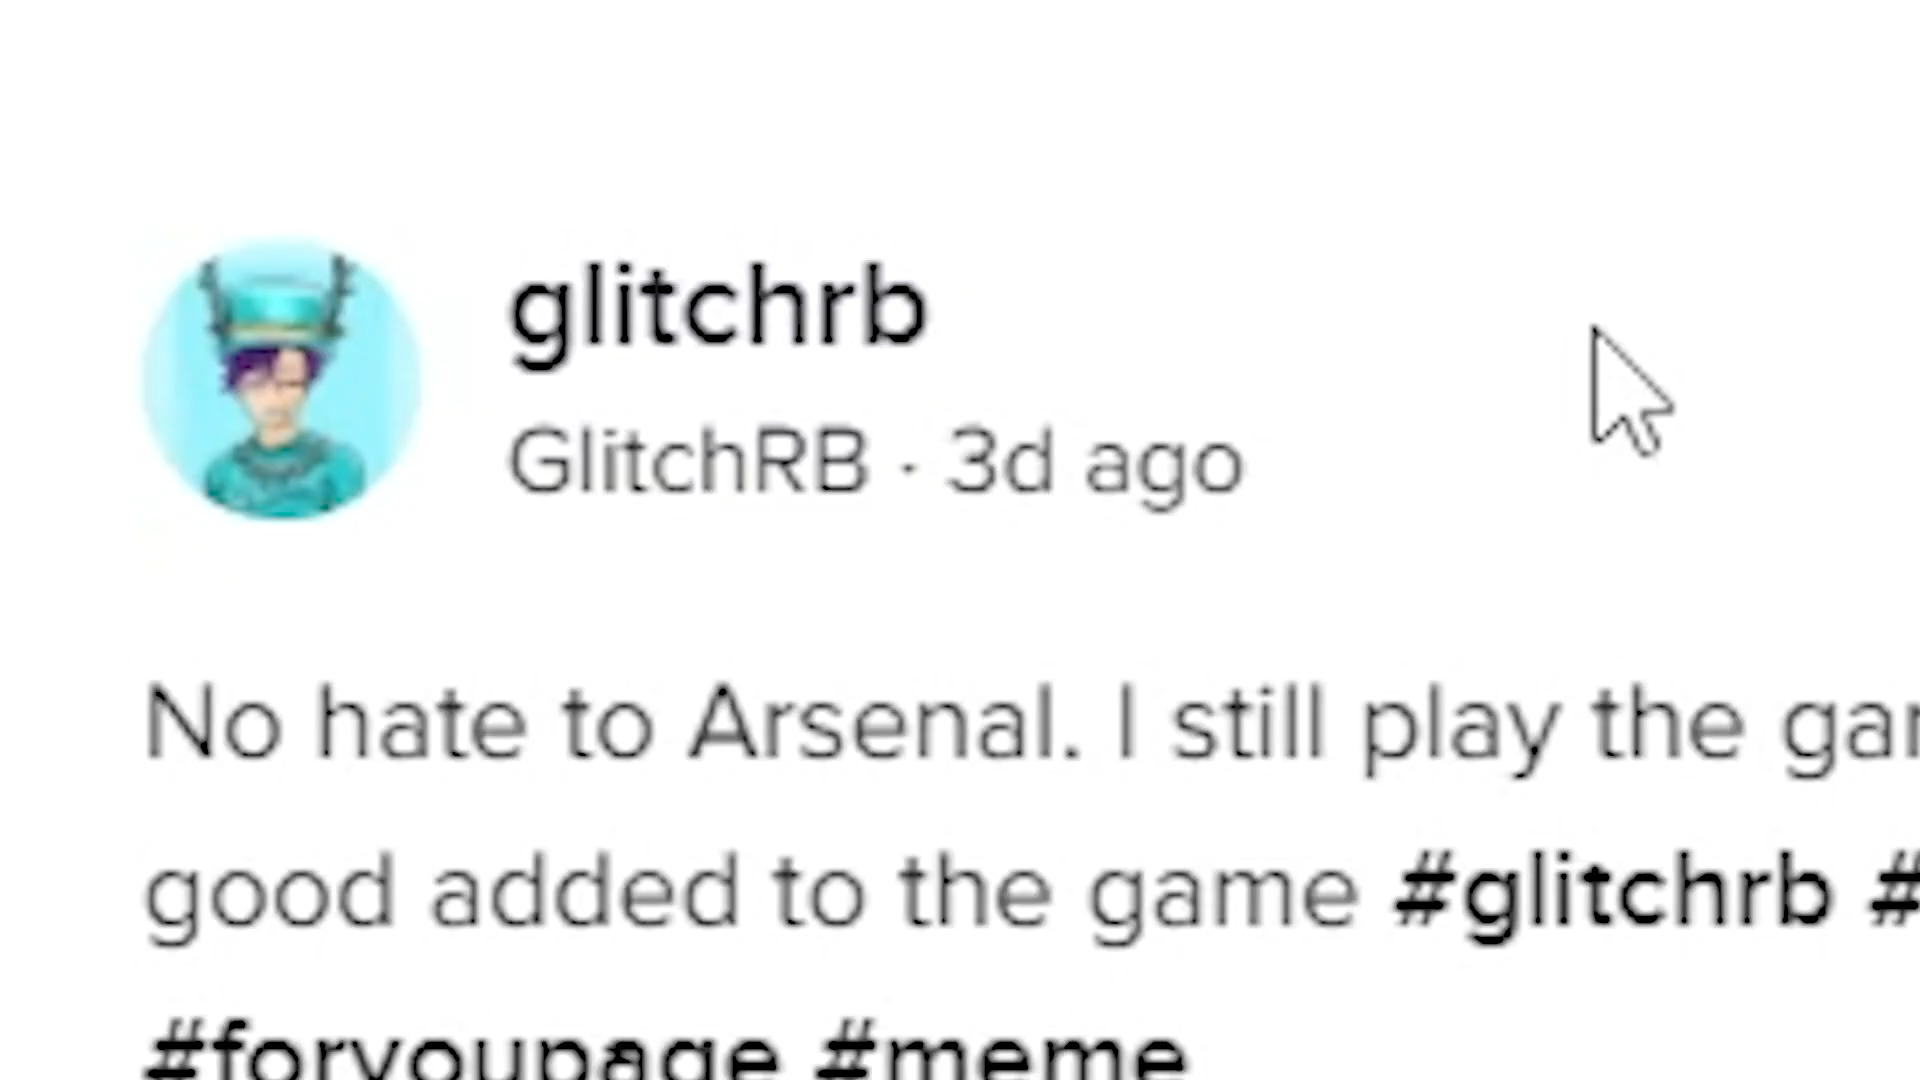 glitchrb
GlitchRB · 3d ago
No hate to Arsenal. I still play the
good added to the game #glitchrb #
#foryoupage #meme